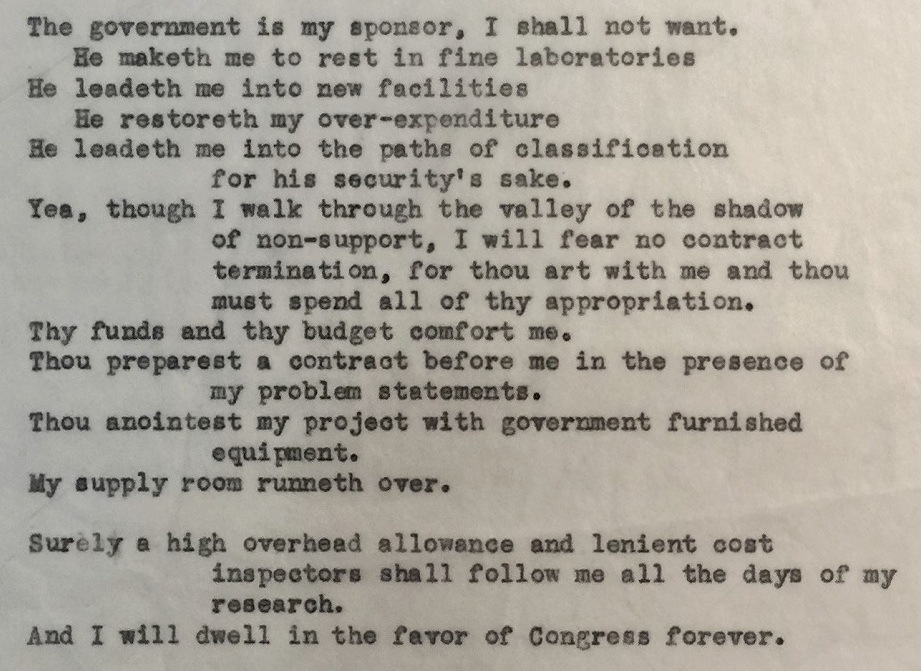 The government is my sponsor, I shall not want.
He maketh me to rest in fine laboratories
He leadeth me into new facilities
He restoreth my over-expenditure
He leadeth me into the paths of classification
for his security's sake.
Yea, though I walk through the valley of the shadow
of non-support, I will fear no contract
termination, for thou art with me and thou
must spend all of thy appropriation.
Thy funds and thy budget comfort me.
Thou preparest a contract before me in the presence of
my problem statements.
Thou anointest my project with government furnished
equipment.
My supply room runneth over.
Surely a high overhead allowance and lenient cost
inspectors shall follow me all the days of my
research.
And I will dwell in the favor of Congress forever.